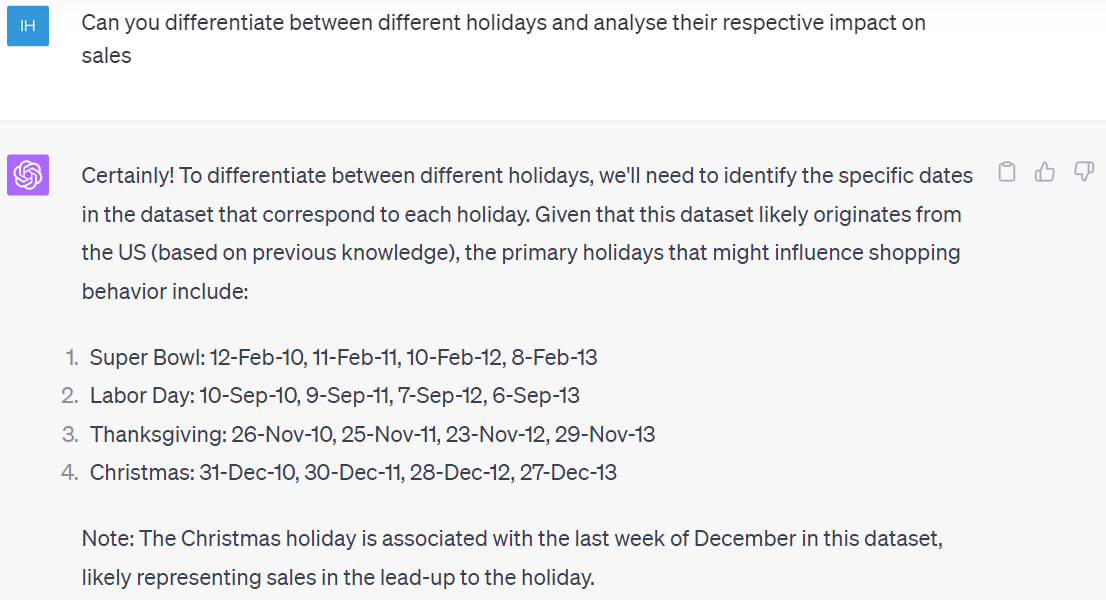 IH
Can you differentiate between different holidays and analyse their respective impact on
sales
Certainly! To differentiate between different holidays, we'll need to identify the specific dates
in the dataset that correspond to each holiday. Given that this dataset likely originates from
the US (based on previous knowledge), the primary holidays that might influence shopping
behavior include:
1. Super Bowl: 12-Feb-10, 11-Feb-11, 10-Feb-12, 8-Feb-13
2. Labor Day: 10-Sep-10, 9-Sep-11, 7-Sep-12, 6-Sep-13
3. Thanksgiving: 26-Nov-10, 25-Nov-11, 23-Nov-12, 29-Nov-13
4. Christmas: 31-Dec-10, 30-Dec-11, 28-Dec-12, 27-Dec-13
Note: The Christmas holiday is associated with the last week of December in this dataset,
likely representing sales in the lead-up to the holiday.